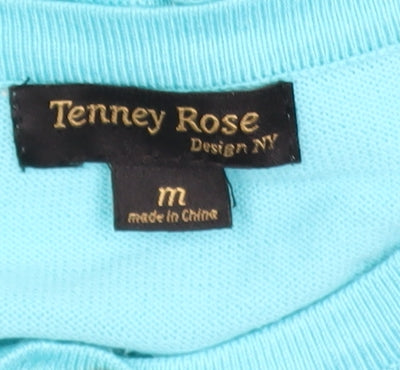 Tenney Rose
Design NY
m
made in China